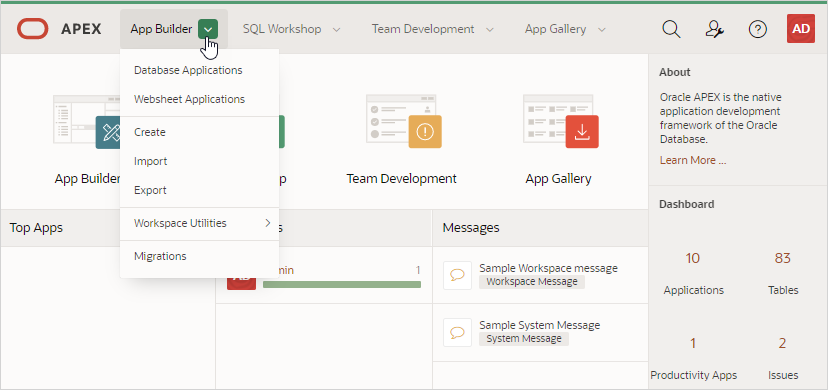 APEX
App Builder
SQL Workshop
Team Development
App Gallery
AD
Database Applications
Websheet Applications
Create
Import
Export
Workspace Utilities
Migrations
App Builder
Team Development
App Gallery
Top Apps
Messages
1
Sample Workspace message
Workspace Message
Sample System Message
System Message
About
Oracle APEX is the native
application development
framework of the Oracle
Database.
Learn More ...
Dashboard
10
83
Applications
Tables
1
2
Productivity Apps
Issues